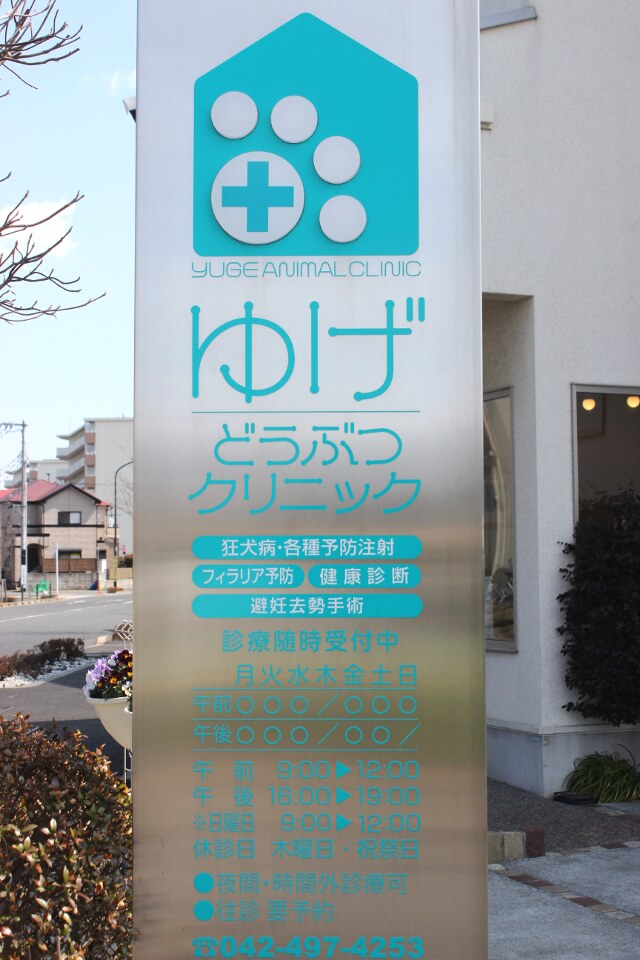 YUGE ANIMAL CLINIC
ゆげ
どうぶつ
クリニック
狂犬病・各種予防注射
フィラリア予防 健康診断
避妊去勢手術
診療随時受付中
月火水木金土日
午前○○○／○○○
午後○○○／○○／
午前 9:00▶12:00
午後 16:00▶19:00
※日曜日 9:00▶12:00
休診日 木曜日・祝祭日
●夜間・時間外診療可
●往診 要予約
☎042-497-4253